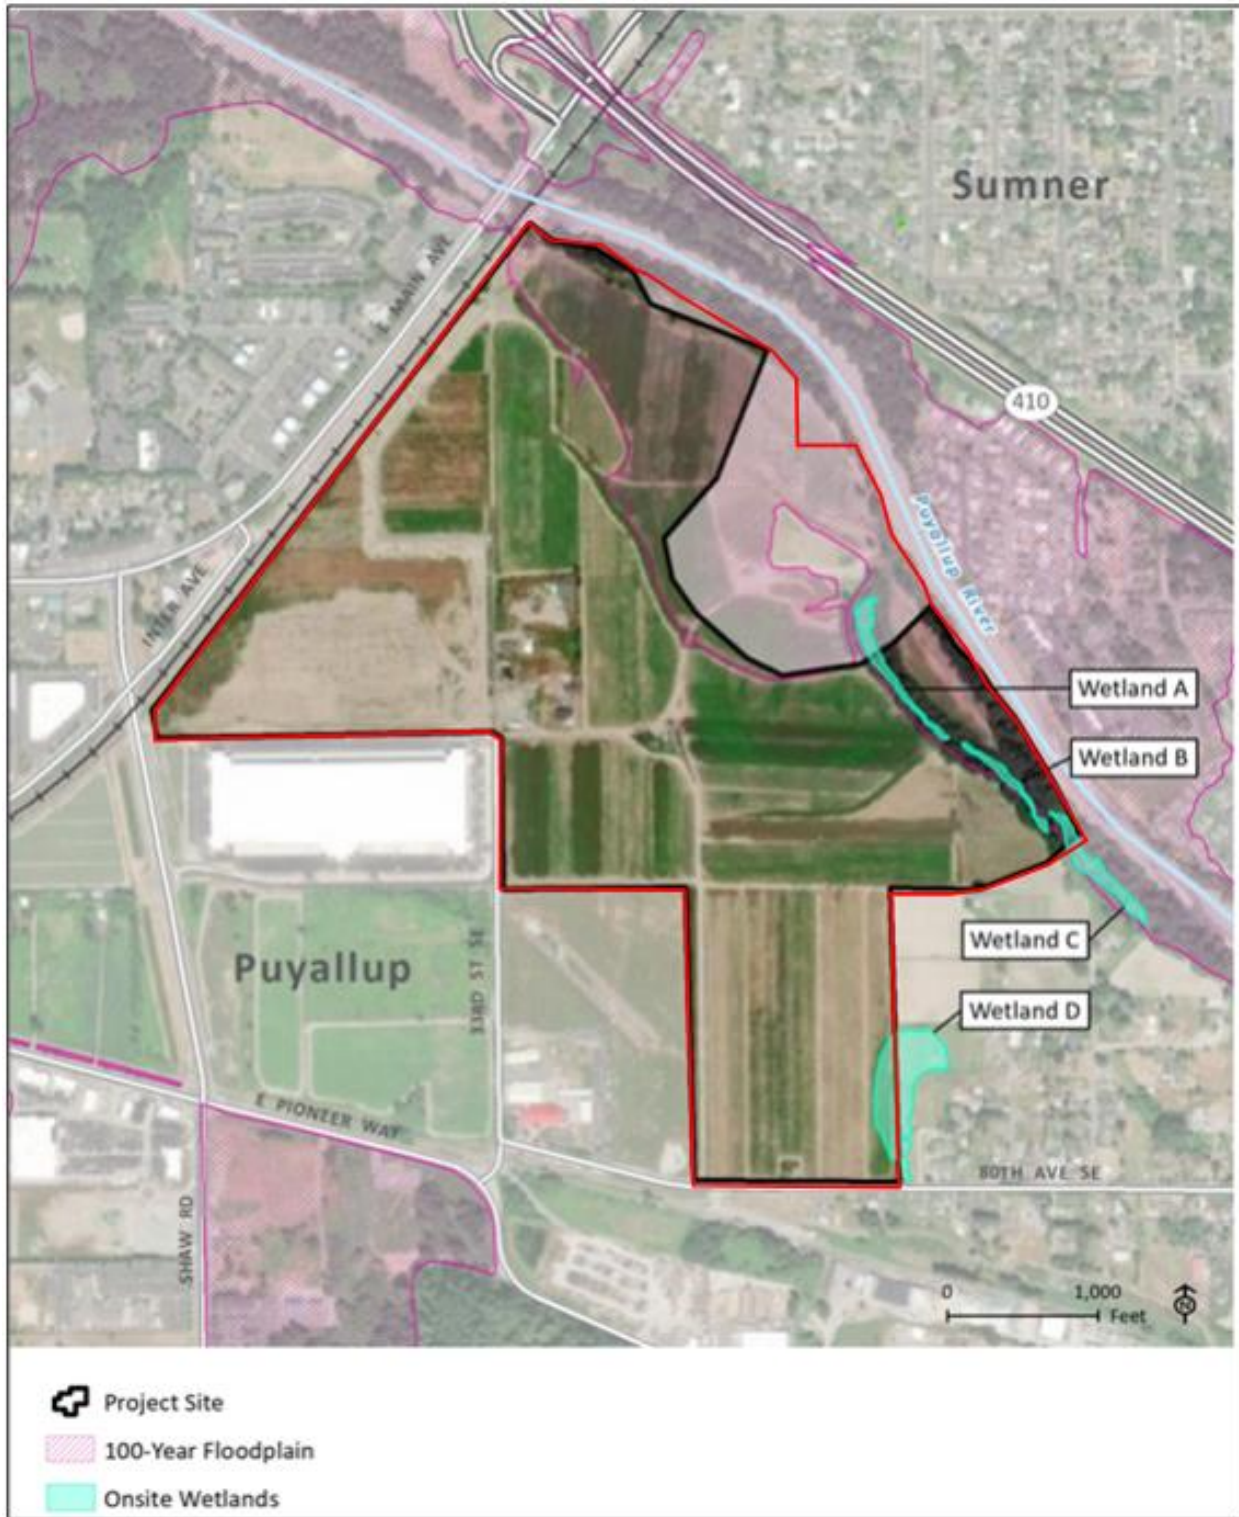 Sumner
E MAIN AVE
410
Puyallup River
INTER AVE
Wetland A
Wetland B
Wetland C
Puyallup
33RD ST SE
Wetland D
E PIONEER WAY
80TH AVE SE
SHAW RD
0 1,000
Feet
N
Project Site
100-Year Floodplain
Onsite Wetlands